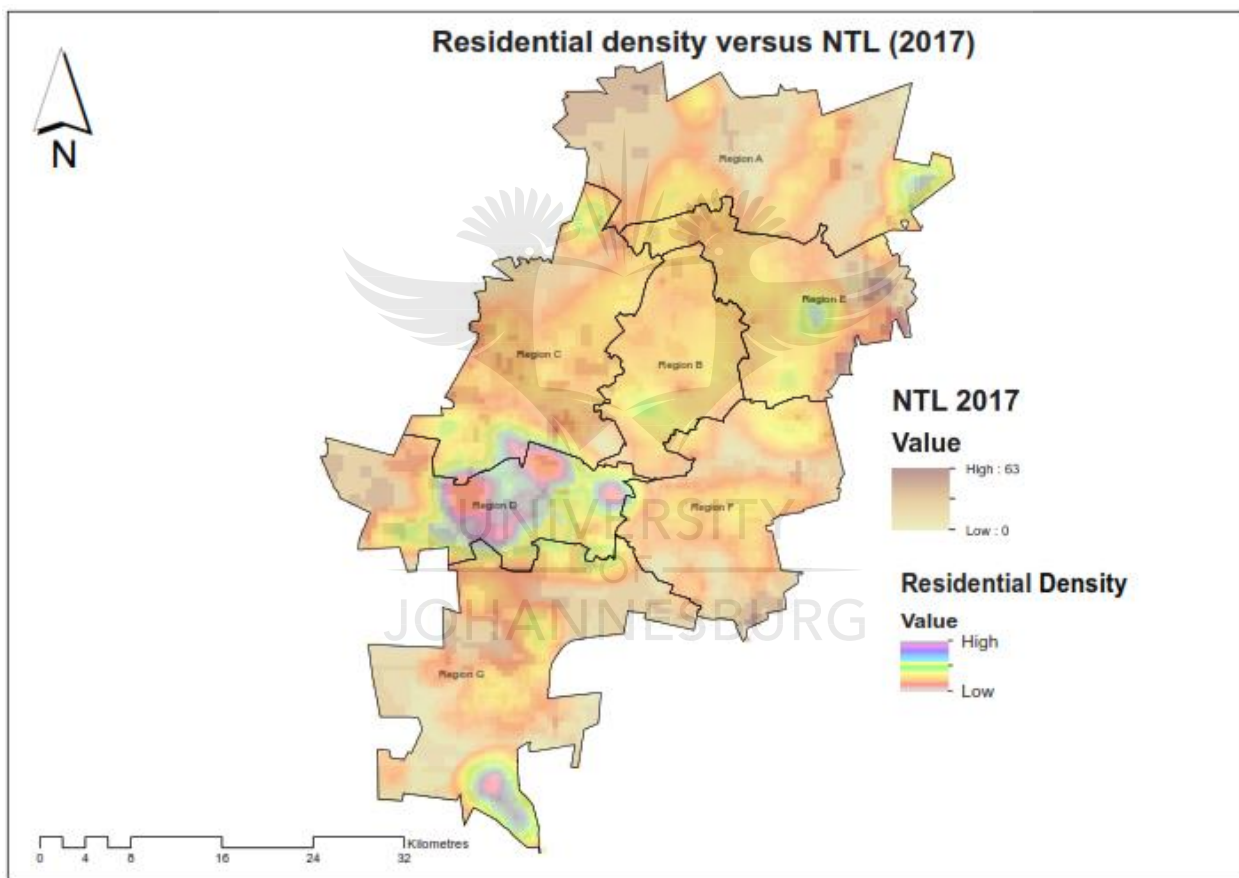 Residential density versus NTL (2017)
N
Region A
Region E
Region C
Region B
NTL 2017
Value
High : 63
Low : 0
Region D
Region F
UNIVERSITY
OF
JOHANNESBURG
Residential Density
Value
High
Low
Region G
Kilometres
0 4 8 16 24 32